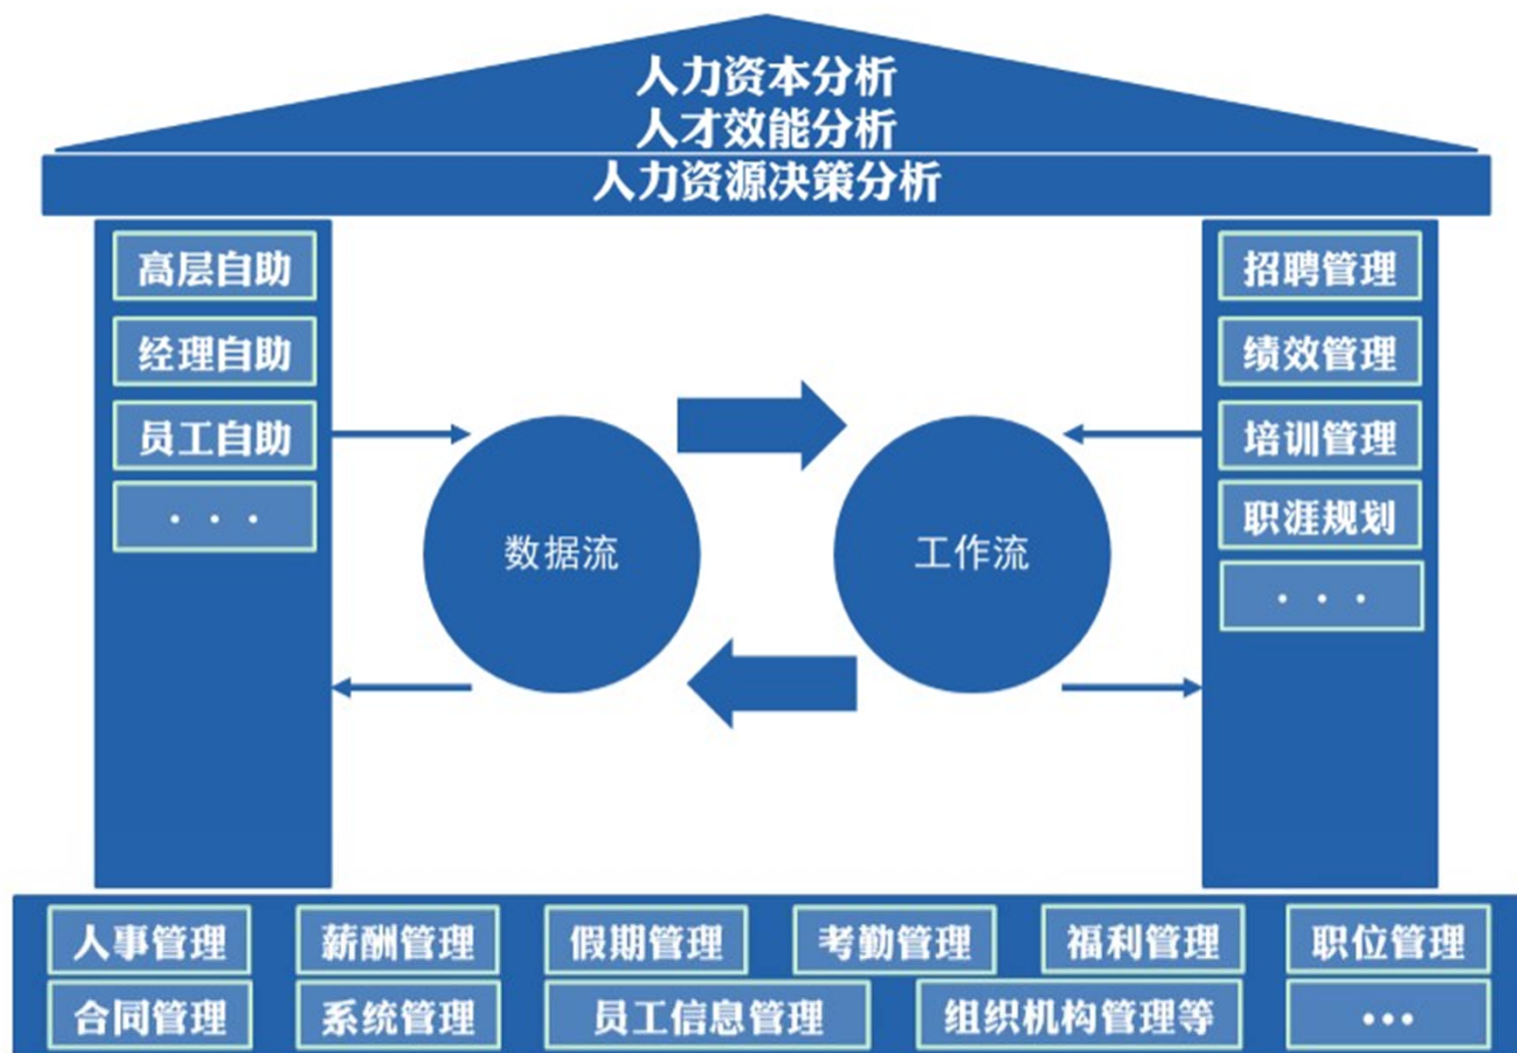 人力资本分析
人才效能分析
人力资源决策分析
高层自助
经理自助
员工自助
· · ·
数据流
工作流
招聘管理
绩效管理
培训管理
职涯规划
· · ·
人事管理
薪酬管理
假期管理
考勤管理
福利管理
职位管理
合同管理
系统管理
员工信息管理
组织机构管理等
···